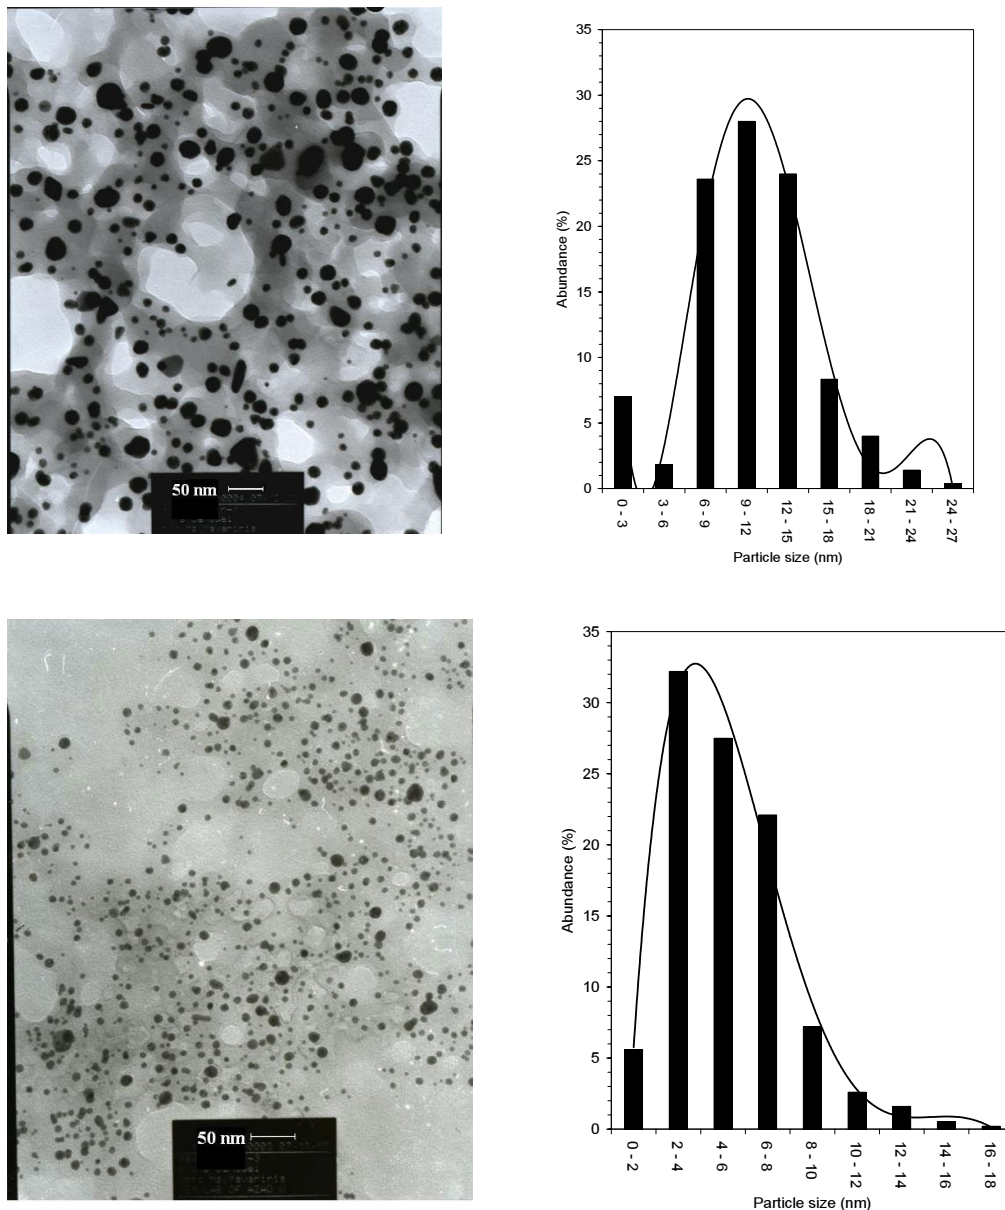 50 nm
35
30
25
20
15
10
5
0
Abundance (%)
0 - 3
3 - 6
6 - 9
9 - 12
12 - 15
15 - 18
18 - 21
21 - 24
24 - 27
Particle size (nm)
50 nm
35
30
25
20
15
10
5
0
Abundance (%)
0 - 2
2 - 4
4 - 6
6 - 8
8 - 10
10 - 12
12 - 14
14 - 16
16 - 18
Particle size (nm)